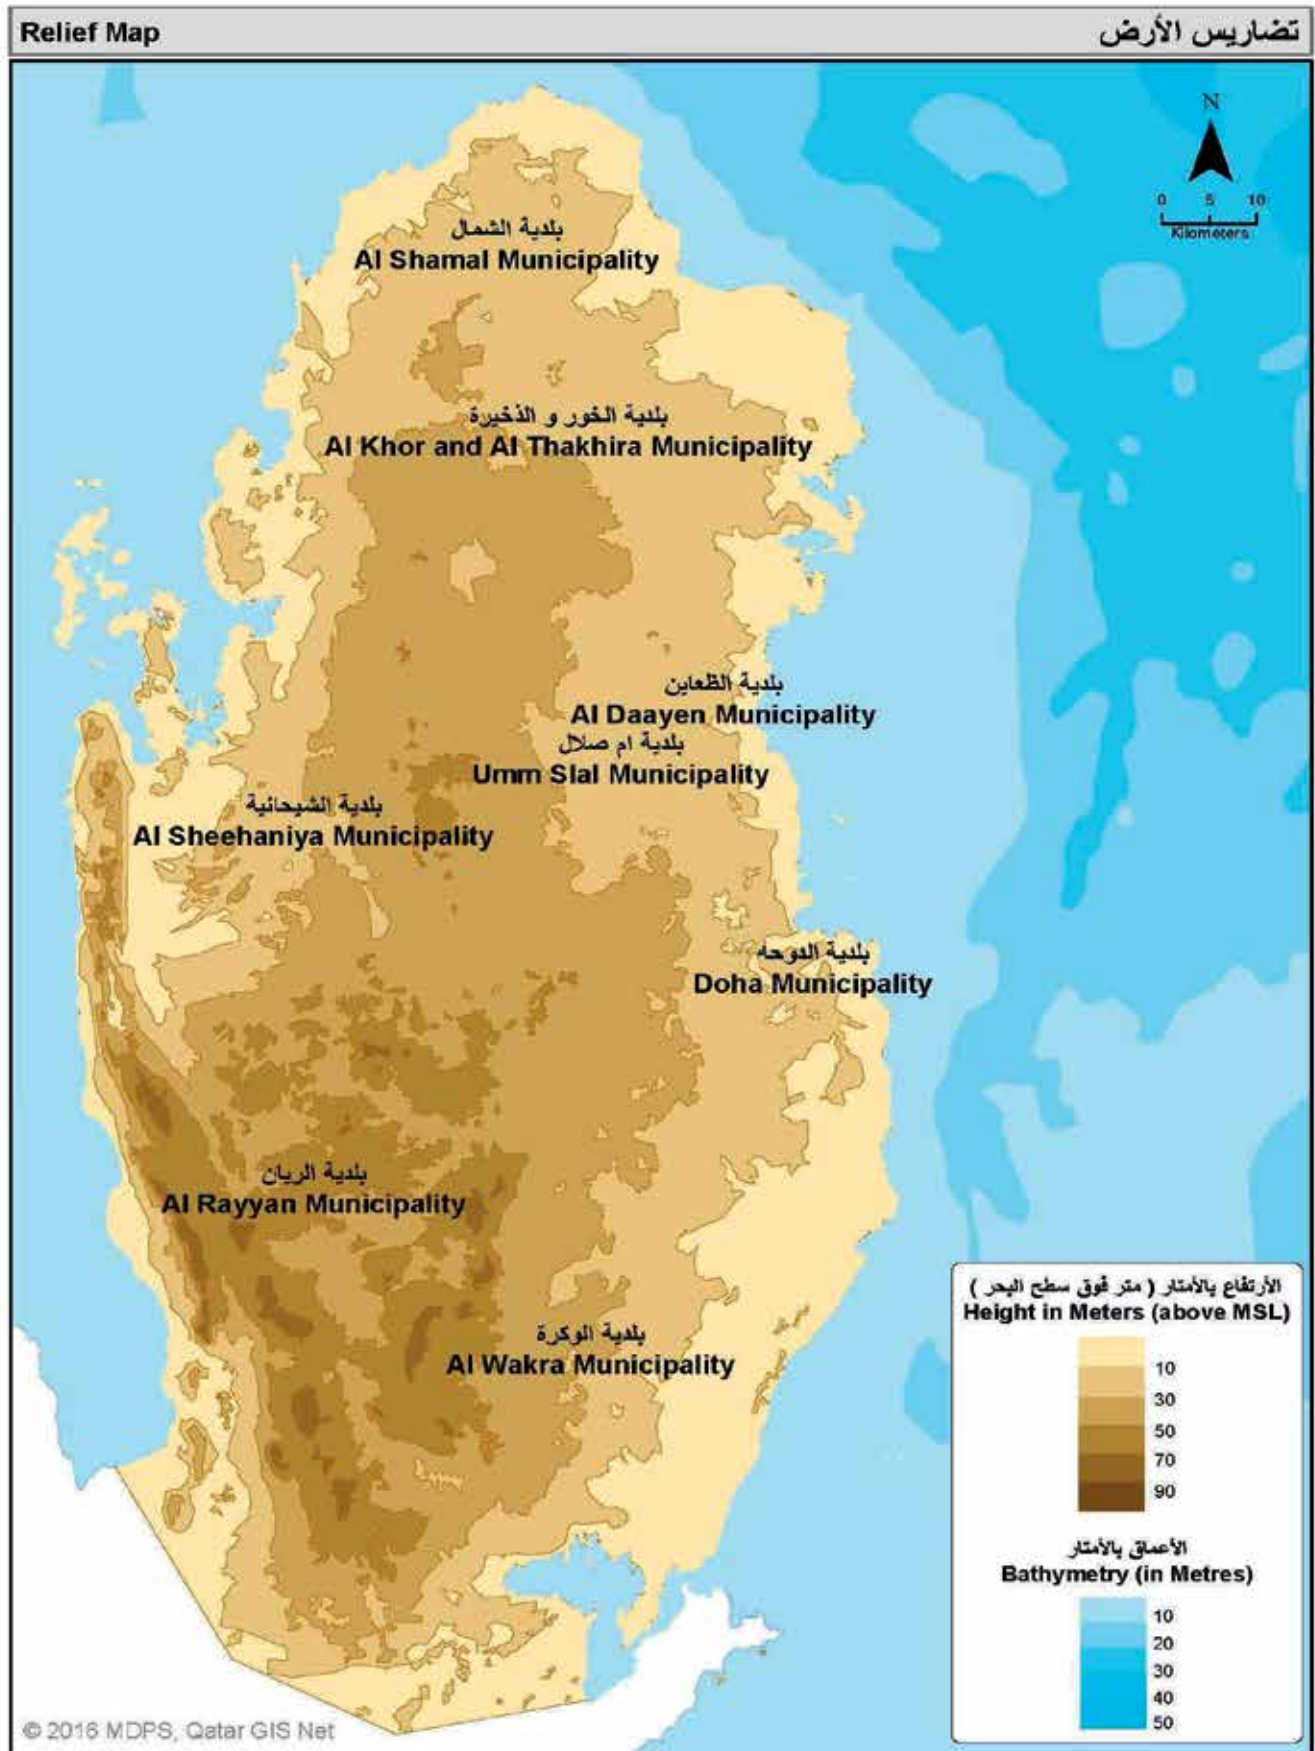 Relief Map
تضاريس الأرض
N
0 5 10
Kilometers
بلدية الشمال
Al Shamal Municipality
بلدية الخور و الذخيرة
Al Khor and Al Thakhira Municipality
بلدية الظعاين
Al Daayen Municipality
بلدية ام صلال
Umm Slal Municipality
بلدية الشيحانية
Al Sheehaniya Municipality
بلدية الدوحه
Doha Municipality
بلدية الريان
Al Rayyan Municipality
بلدية الوكرة
Al Wakra Municipality
الأرتفاع بالأمتار ( متر فوق سطح البحر )
Height in Meters (above MSL)
10
30
50
70
90
الأعماق بالأمتار
Bathymetry (in Metres)
10
20
30
40
50
© 2016 MDPS, Qatar GIS Net